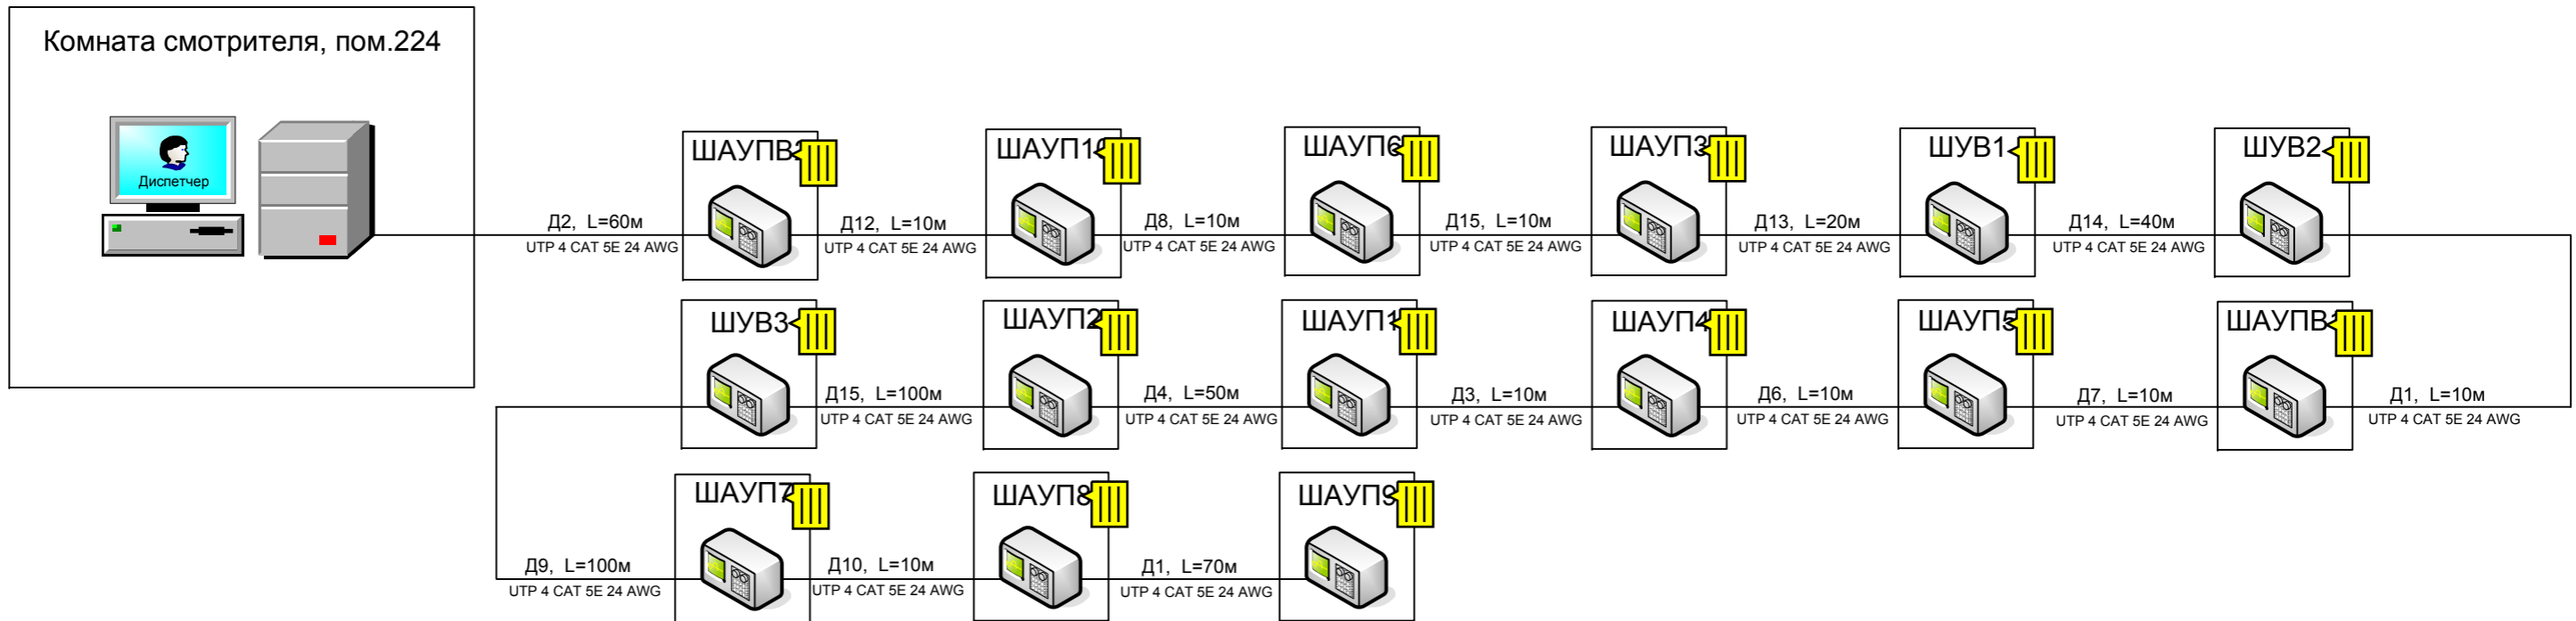 Комната смотрителя, пом.224
Диспетчер
ШАУПВ2
ШАУП10
ШАУП6
ШАУП3
ШУВ1
ШУВ2
Д2, L=60м
UTP 4 CAT 5E 24 AWG
Д12, L=10м
UTP 4 CAT 5E 24 AWG
Д8, L=10м
UTP 4 CAT 5E 24 AWG
Д15, L=10м
UTP 4 CAT 5E 24 AWG
Д13, L=20м
UTP 4 CAT 5E 24 AWG
Д14, L=40м
UTP 4 CAT 5E 24 AWG
ШУВ3
ШАУП2
ШАУП1
ШАУП4
ШАУП5
ШАУПВ1
Д15, L=100м
UTP 4 CAT 5E 24 AWG
Д4, L=50м
UTP 4 CAT 5E 24 AWG
Д3, L=10м
UTP 4 CAT 5E 24 AWG
Д6, L=10м
UTP 4 CAT 5E 24 AWG
Д7, L=10м
UTP 4 CAT 5E 24 AWG
Д1, L=10м
UTP 4 CAT 5E 24 AWG
ШАУП7
ШАУП8
ШАУП9
Д9, L=100м
UTP 4 CAT 5E 24 AWG
Д10, L=10м
UTP 4 CAT 5E 24 AWG
Д1, L=70м
UTP 4 CAT 5E 24 AWG